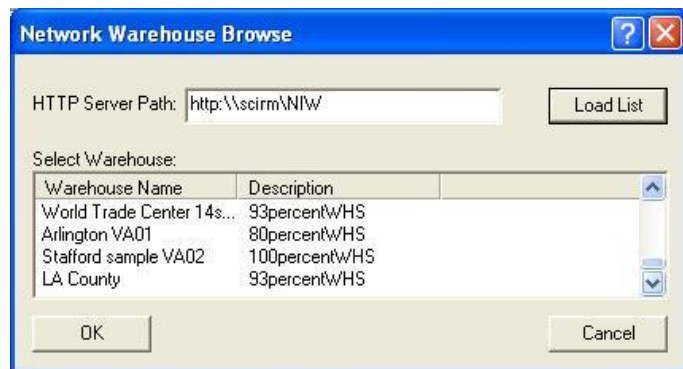 Network Warehouse Browse
HTTP Server Path: http:\\scirm\NIW Load List
Select Warehouse:
Warehouse Name Description
World Trade Center 14s... 93percentWHS
Arlington VA01 80percentWHS
Stafford sample VA02 100percentWHS
LA County 93percentWHS
OK Cancel